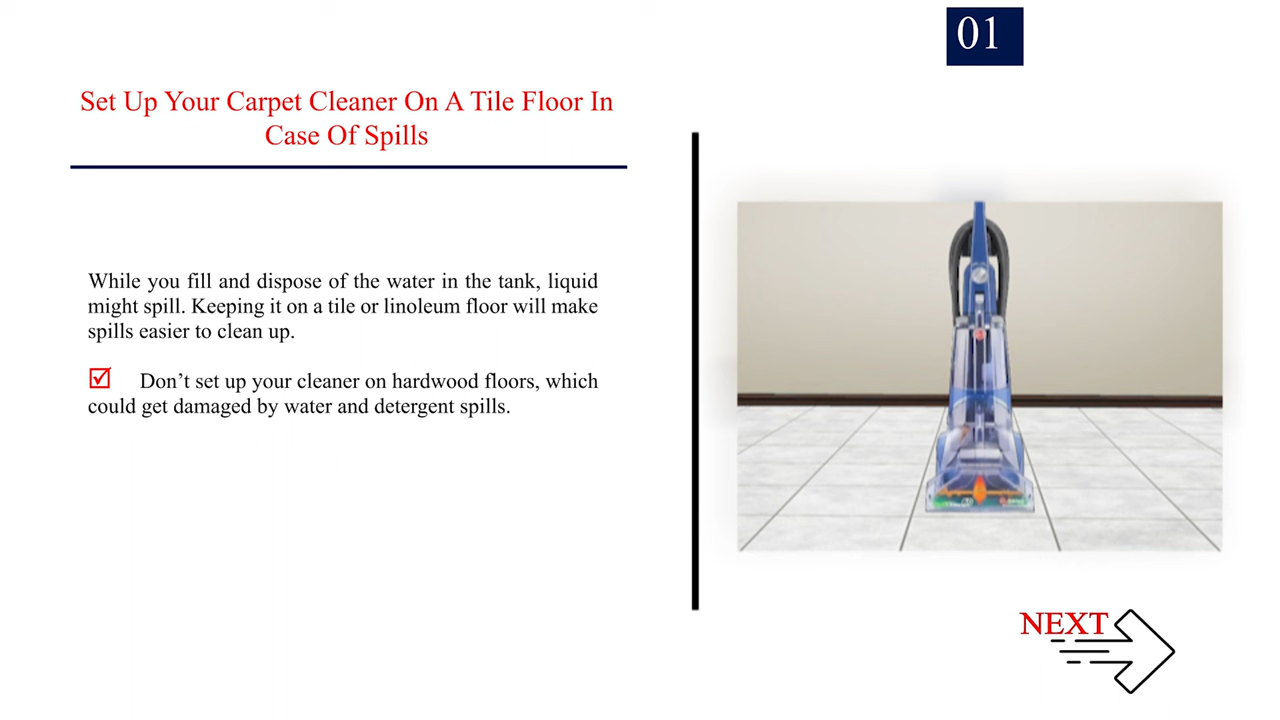 01
Set Up Your Carpet Cleaner On A Tile Floor In
Case Of Spills
While you fill and dispose of the water in the tank, liquid
might spill. Keeping it on a tile or linoleum floor will make
spills easier to clean up.
Don’t set up your cleaner on hardwood floors, which
could get damaged by water and detergent spills.
NEXT